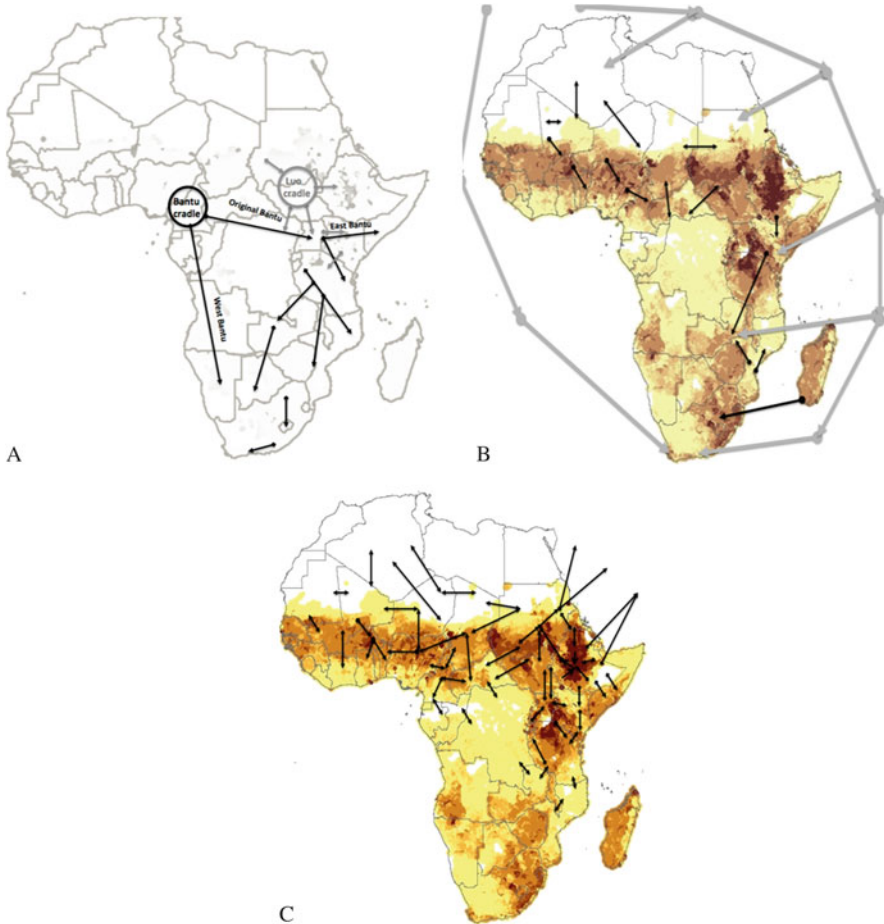 Luo
cradle
Bantu
cradle
Original Bantu
East Bantu
West Bantu
A
B
C